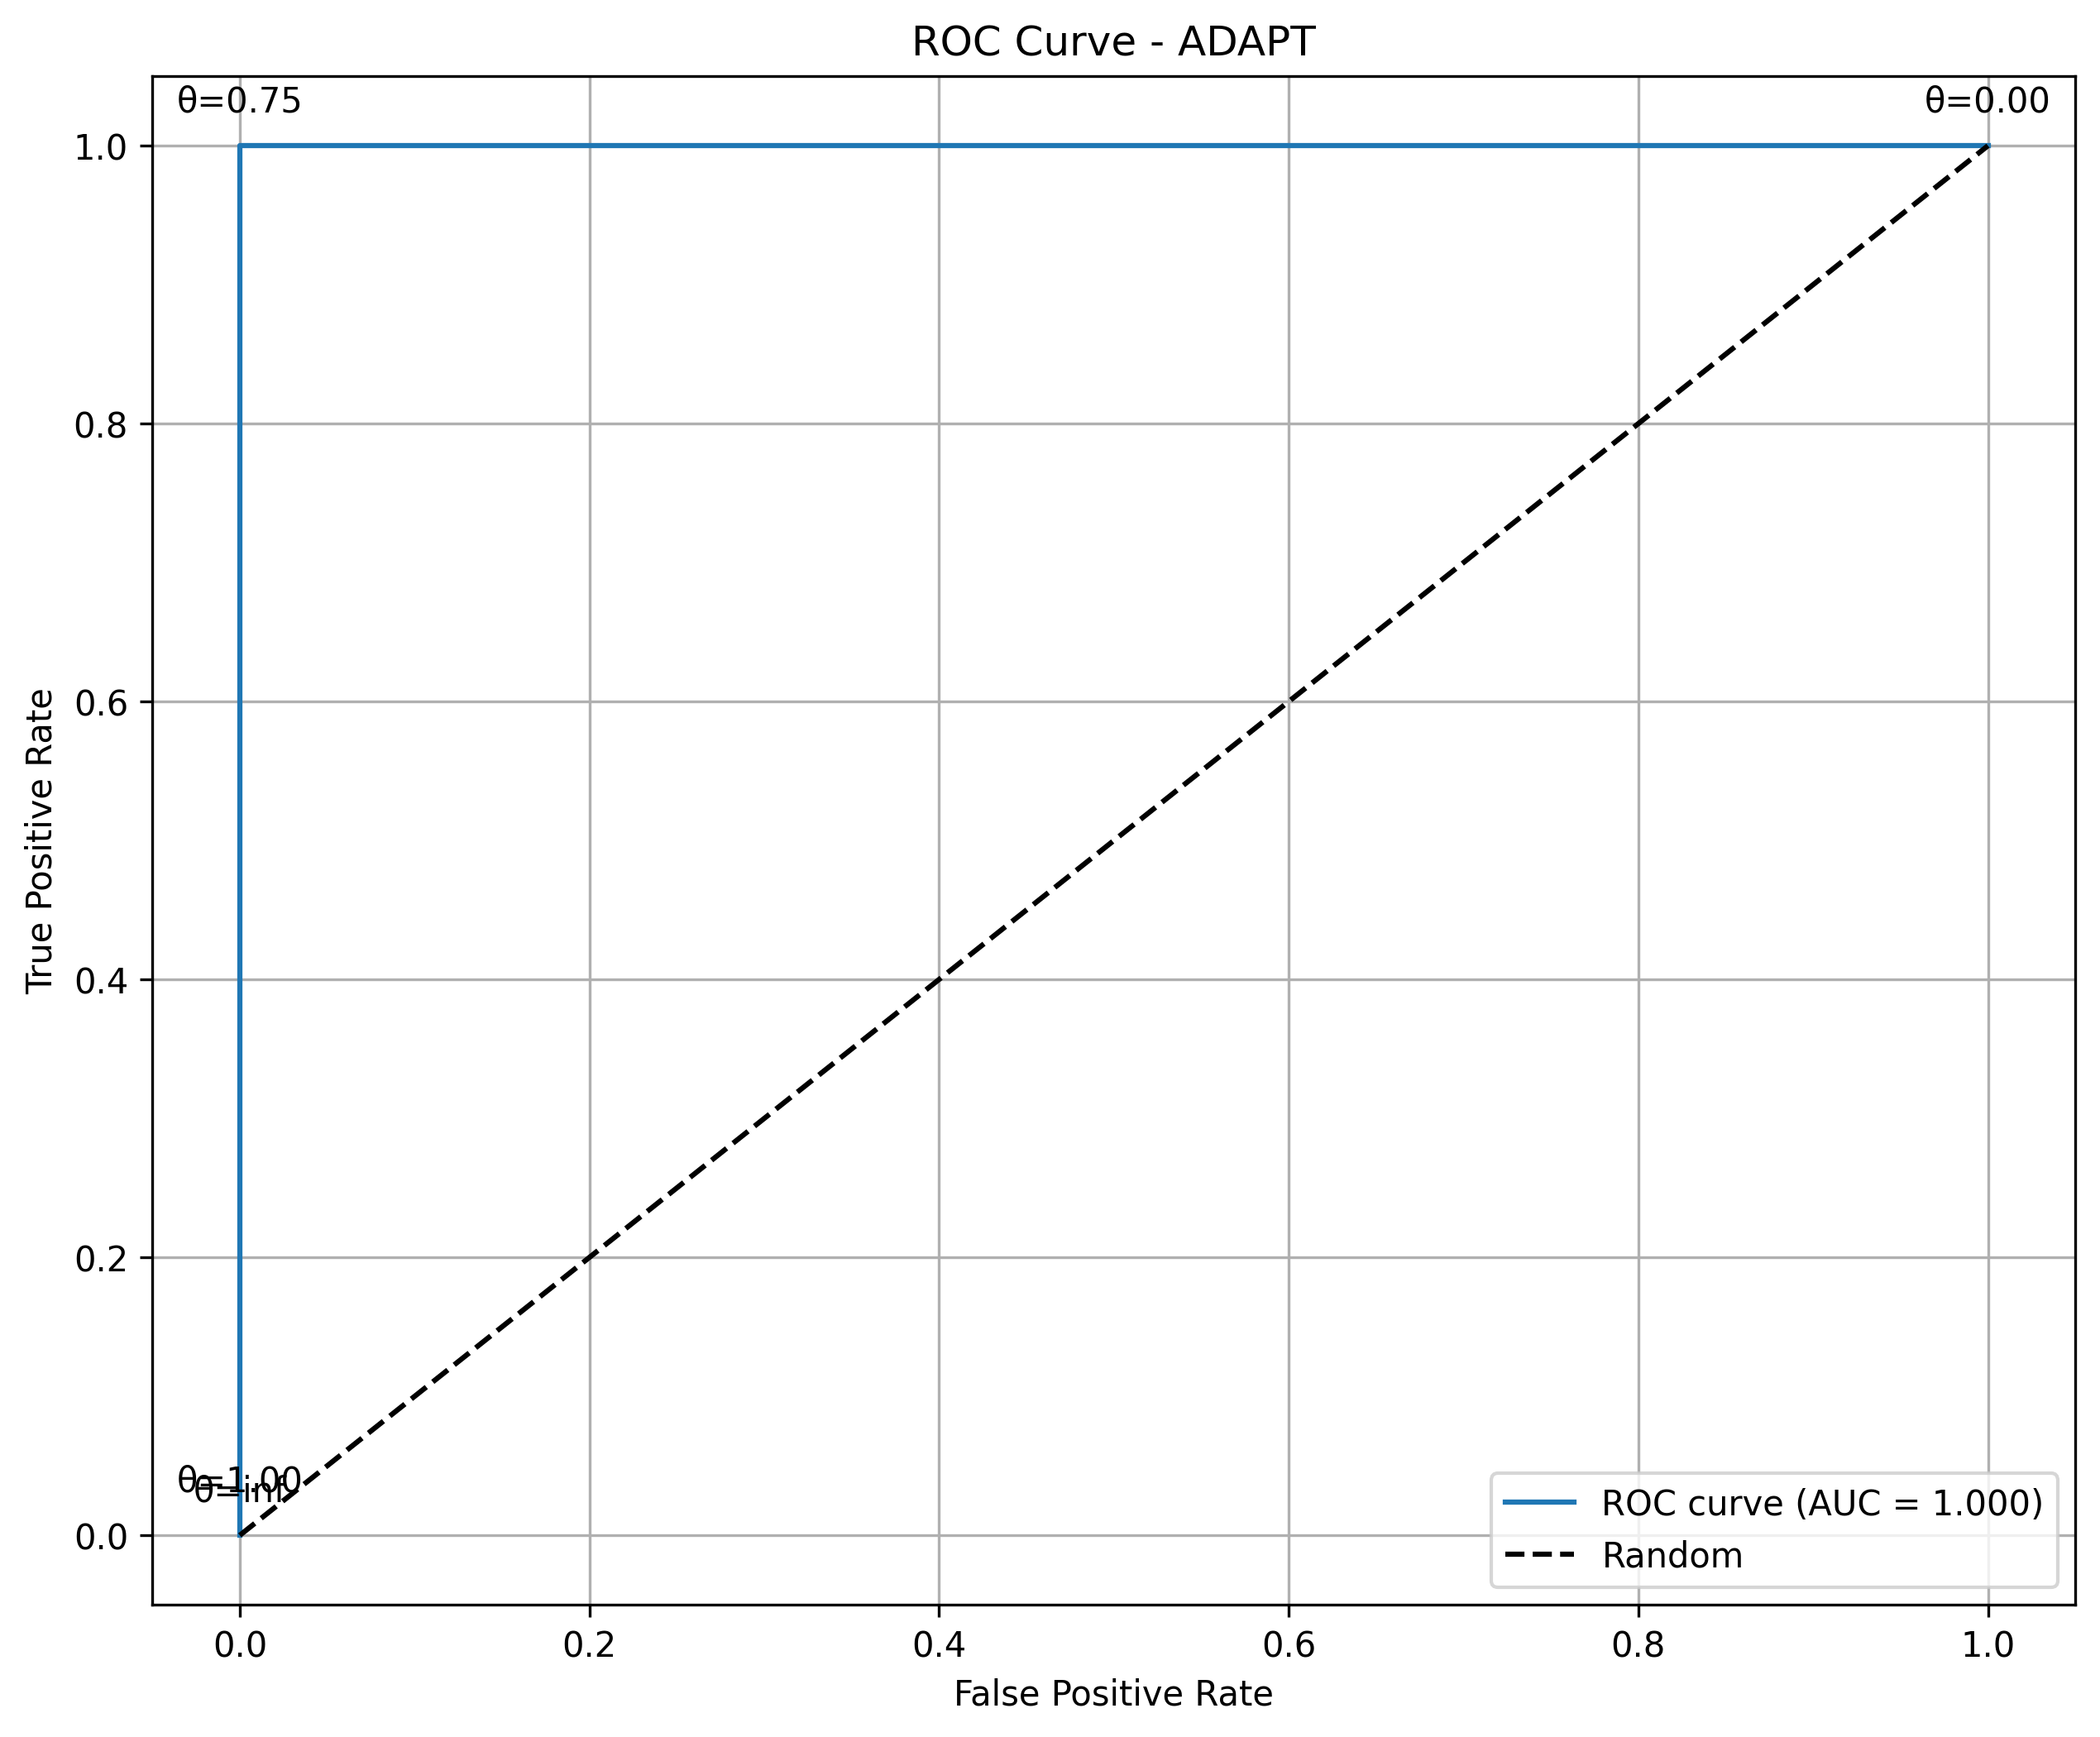 ROC Curve - ADAPT
θ=0.75
θ=0.00
1.0
0.8
0.6
0.4
0.2
0.0
True Positive Rate
θ=1.00
θ=inf
ROC curve (AUC = 1.000)
Random
0.0
0.2
0.4
0.6
0.8
1.0
False Positive Rate